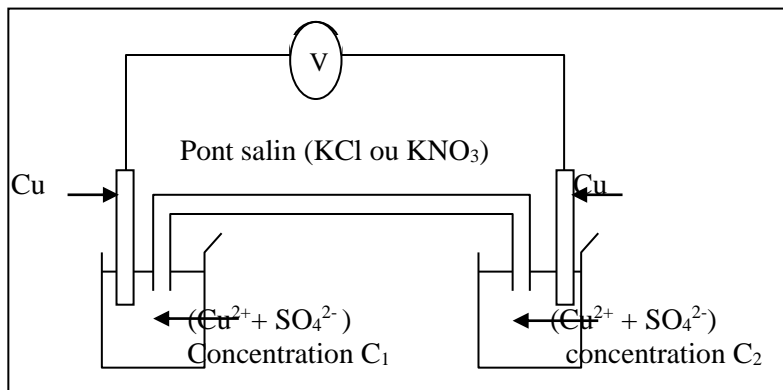 V
Pont salin (KCl ou KNO₃)
Cu
Cu
(Cu²⁺ + SO₄²⁻ )
Concentration C₁
(Cu²⁺ + SO₄²⁻)
concentration C₂